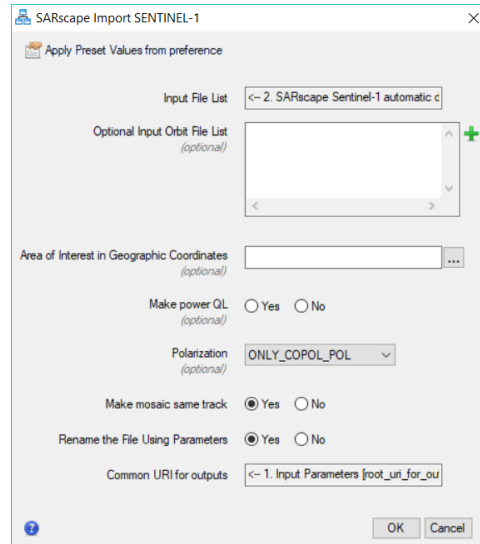 SARscape Import SENTINEL-1
Apply Preset Values from preference
Input File List
<-- 2. SARscape Sentinel-1 automatic
Optional Input Orbit File List
(optional)
Area of Interest in Geographic Coordinates
(optional)
...
Make power QL
(optional)
Yes No
Polarization
(optional)
ONLY_COPOL_POL
Make mosaic same track
Yes No
Rename the File Using Parameters
Yes No
Common URI for outputs
<-- 1. Input Parameters [root_uri_for_ou
?
OK Cancel